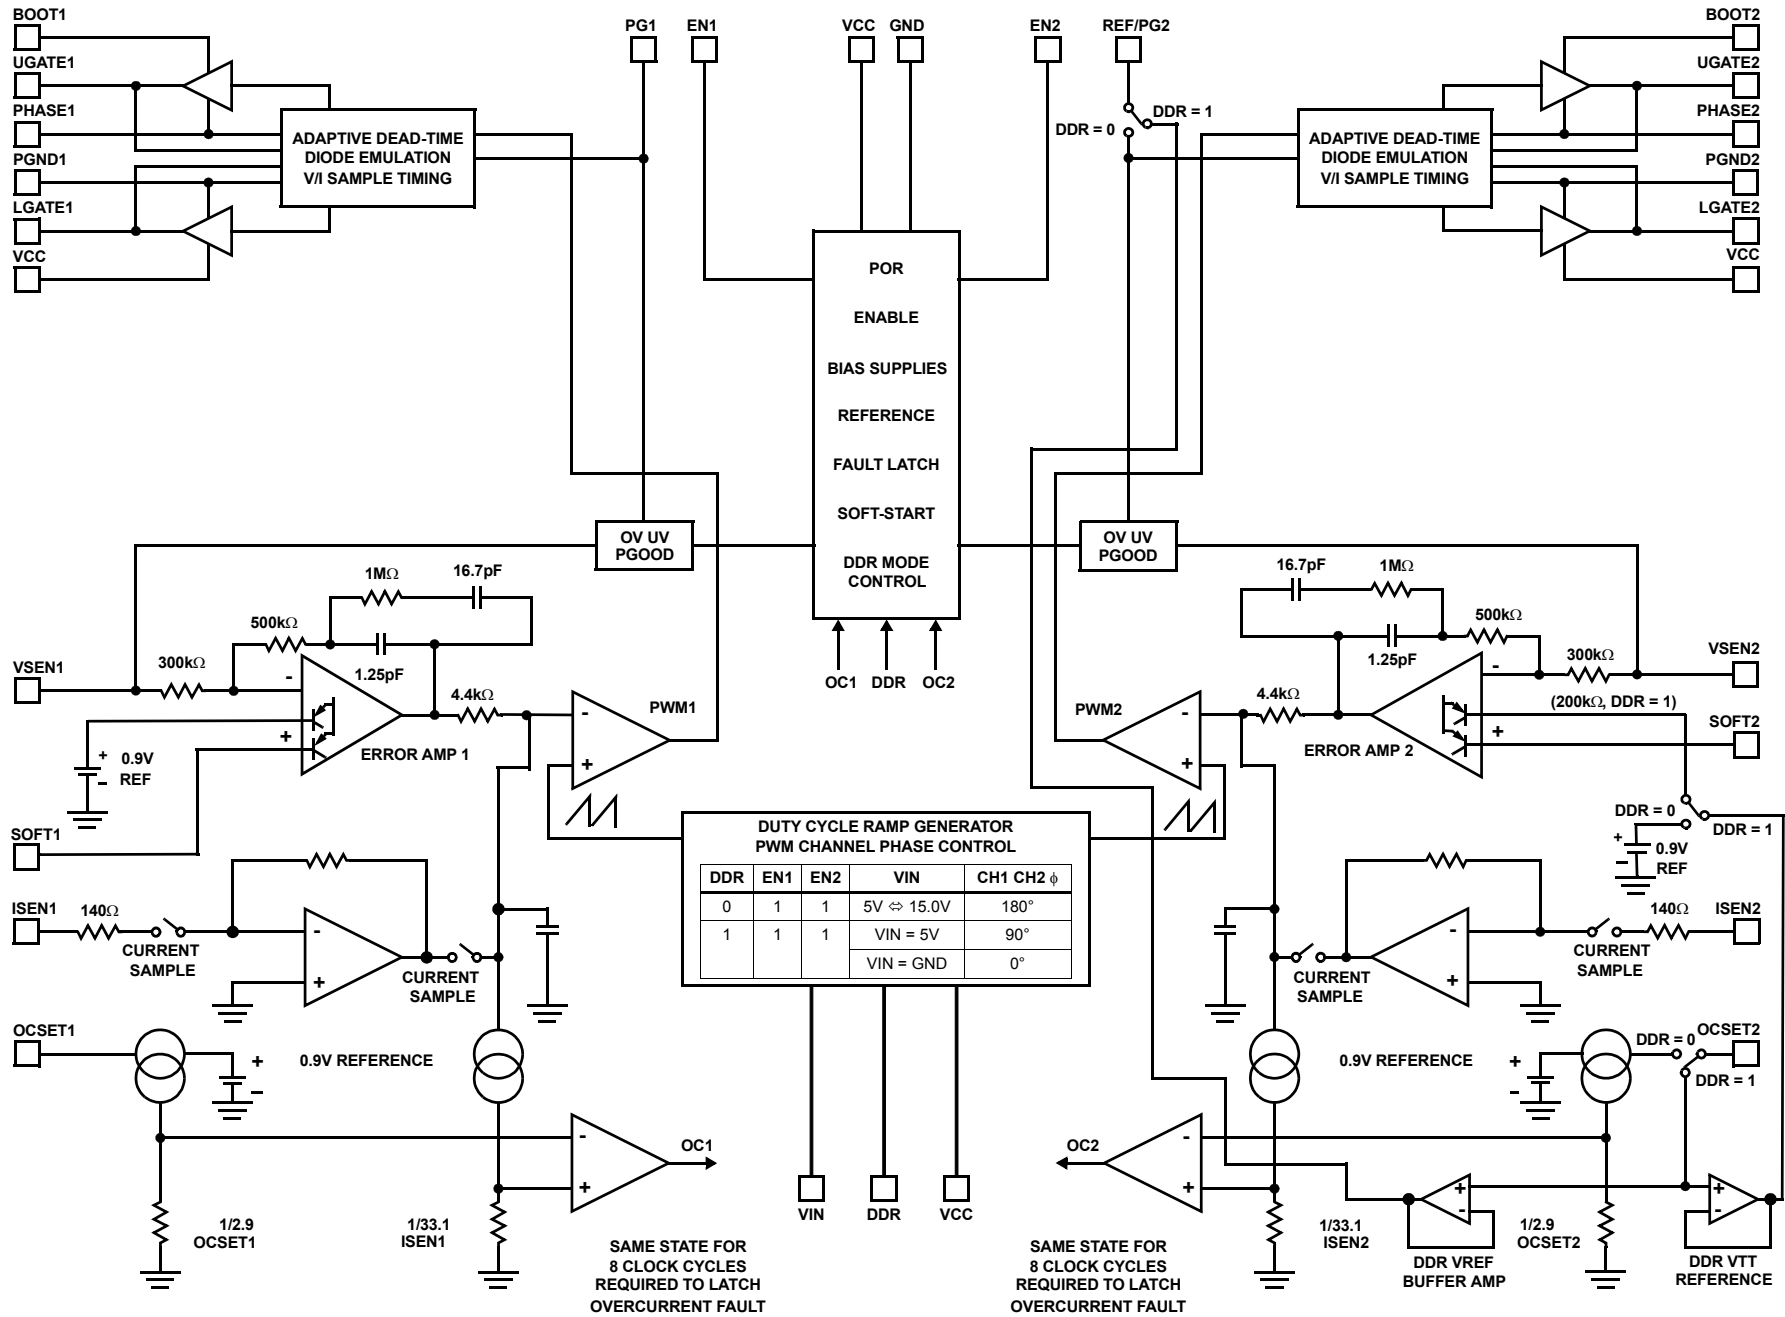 BOOT1
UGATE1
PHASE1
PGND1
LGATE1
VCC
ADAPTIVE DEAD-TIME
DIODE EMULATION
V/I SAMPLE TIMING
PG1
EN1
VCC
GND
EN2
REF/PG2
DDR = 1
DDR = 0
BOOT2
UGATE2
PHASE2
PGND2
LGATE2
VCC
ADAPTIVE DEAD-TIME
DIODE EMULATION
V/I SAMPLE TIMING
POR
ENABLE
BIAS SUPPLIES
REFERENCE
FAULT LATCH
SOFT-START
DDR MODE
CONTROL
OC1
DDR
OC2
OV UV
PGOOD
OV UV
PGOOD
1MΩ
16.7pF
500kΩ
1.25pF
VSEN1
300kΩ
-
+
4.4kΩ
ERROR AMP 1
+
-
0.9V
REF
SOFT1
PWM1
-
+
16.7pF
1MΩ
500kΩ
1.25pF
300kΩ
VSEN2
(200kΩ, DDR = 1)
SOFT2
-
+
4.4kΩ
ERROR AMP 2
PWM2
-
+
DDR = 0
DDR = 1
+
-
0.9V
REF
DUTY CYCLE RAMP GENERATOR
PWM CHANNEL PHASE CONTROL
DDR EN1 EN2 VIN CH1 CH2 ϕ
0 1 1 5V ⇔ 15.0V 180°
1 1 1 VIN = 5V 90°
VIN = GND 0°
VIN
DDR
VCC
ISEN1
140Ω
CURRENT
SAMPLE
-
+
CURRENT
SAMPLE
OCSET1
+
-
0.9V REFERENCE
-
+
OC1
1/2.9
OCSET1
1/33.1
ISEN1
SAME STATE FOR
8 CLOCK CYCLES
REQUIRED TO LATCH
OVERCURRENT FAULT
ISEN2
140Ω
CURRENT
SAMPLE
-
+
CURRENT
SAMPLE
0.9V REFERENCE
+
-
DDR = 0
OCSET2
DDR = 1
OC2
-
+
1/33.1
ISEN2
+
-
DDR VREF
BUFFER AMP
1/2.9
OCSET2
+
-
DDR VTT
REFERENCE
SAME STATE FOR
8 CLOCK CYCLES
REQUIRED TO LATCH
OVERCURRENT FAULT